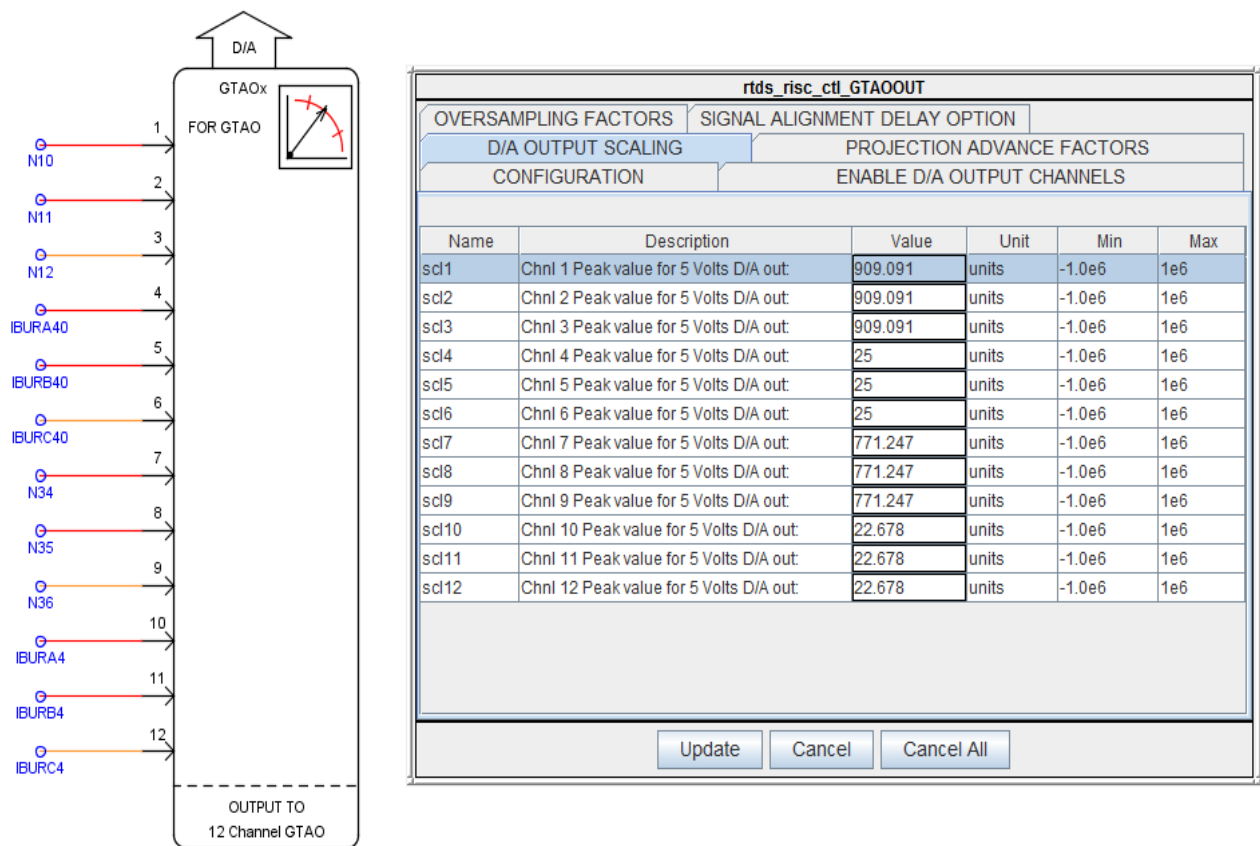 D/A
GTAOx
FOR GTAO
1
N10
2
N11
3
N12
4
IBURA40
5
IBURB40
6
IBURC40
7
N34
8
N35
9
N36
10
IBURA4
11
IBURB4
12
IBURC4
OUTPUT TO
12 Channel GTAO
rtds_risc_ctl_GTAOOUT
OVERSAMPLING FACTORS SIGNAL ALIGNMENT DELAY OPTION
D/A OUTPUT SCALING PROJECTION ADVANCE FACTORS
CONFIGURATION ENABLE D/A OUTPUT CHANNELS
Name Description Value Unit Min Max
scl1 Chnl 1 Peak value for 5 Volts D/A out: 909.091 units -1.0e6 1e6
scl2 Chnl 2 Peak value for 5 Volts D/A out: 909.091 units -1.0e6 1e6
scl3 Chnl 3 Peak value for 5 Volts D/A out: 909.091 units -1.0e6 1e6
scl4 Chnl 4 Peak value for 5 Volts D/A out: 25 units -1.0e6 1e6
scl5 Chnl 5 Peak value for 5 Volts D/A out: 25 units -1.0e6 1e6
scl6 Chnl 6 Peak value for 5 Volts D/A out: 25 units -1.0e6 1e6
scl7 Chnl 7 Peak value for 5 Volts D/A out: 771.247 units -1.0e6 1e6
scl8 Chnl 8 Peak value for 5 Volts D/A out: 771.247 units -1.0e6 1e6
scl9 Chnl 9 Peak value for 5 Volts D/A out: 771.247 units -1.0e6 1e6
scl10 Chnl 10 Peak value for 5 Volts D/A out: 22.678 units -1.0e6 1e6
scl11 Chnl 11 Peak value for 5 Volts D/A out: 22.678 units -1.0e6 1e6
scl12 Chnl 12 Peak value for 5 Volts D/A out: 22.678 units -1.0e6 1e6
Update Cancel Cancel All